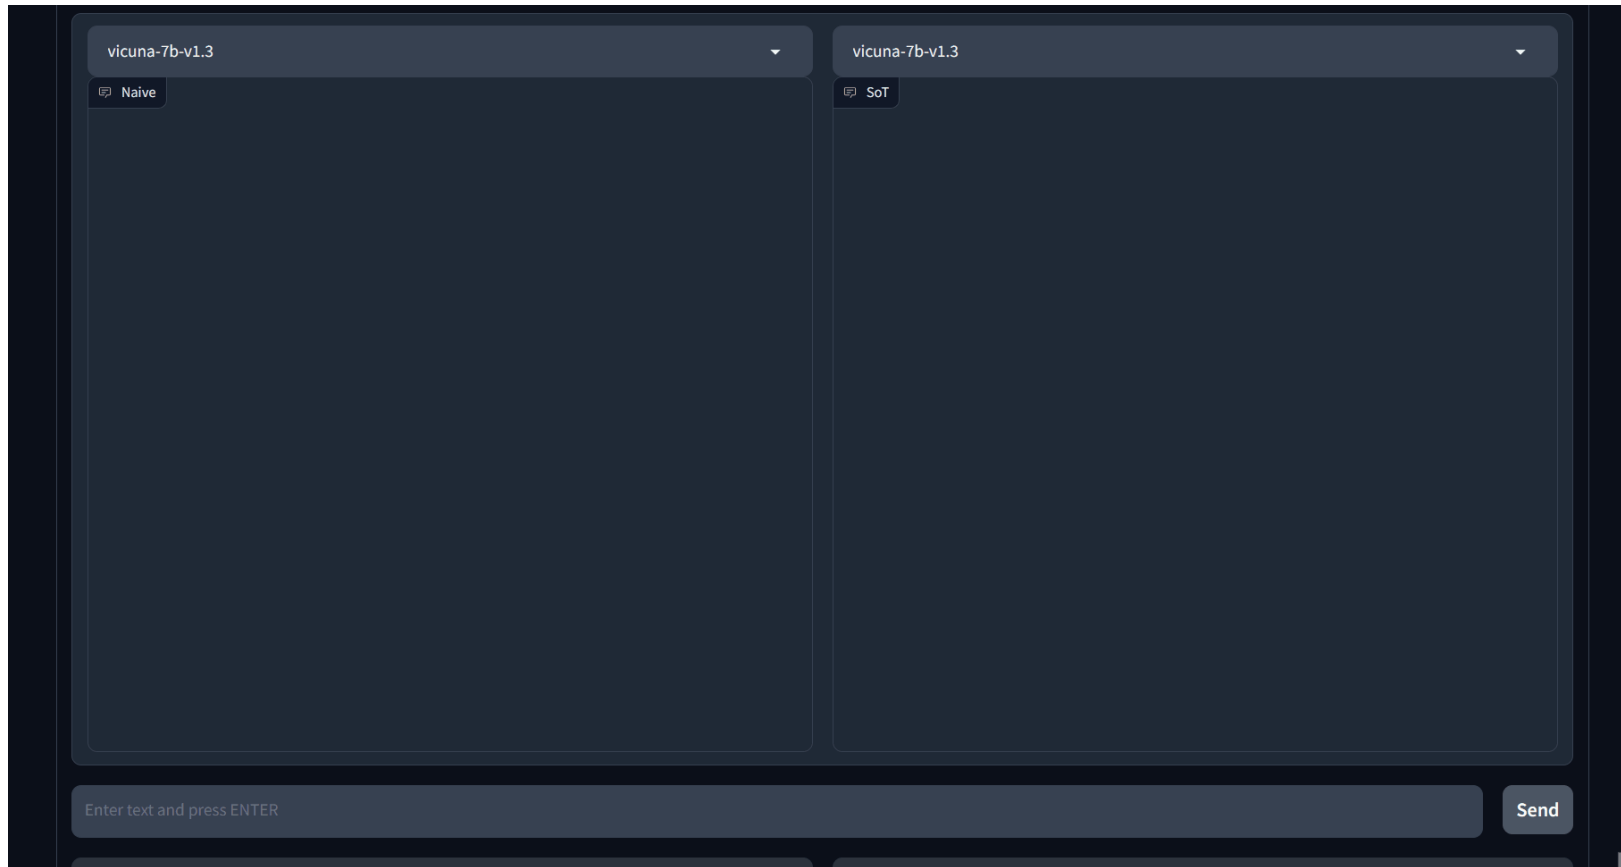 vicuna-7b-v1.3
vicuna-7b-v1.3
Naive
SoT
Enter text and press ENTER
Send